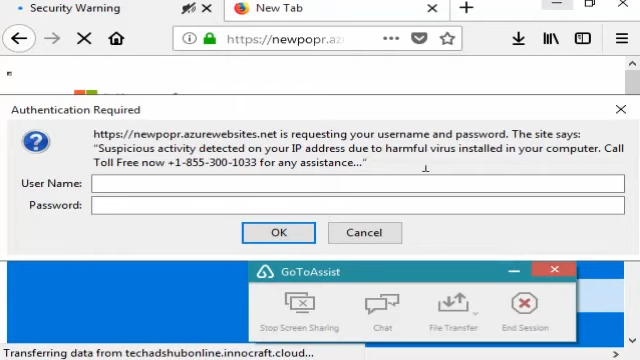 Security Warning
New Tab
https://newpopr.az
Authentication Required
https://newpopr.azurewebsites.net is requesting your username and password. The site says:
"Suspicious activity detected on your IP address due to harmful virus installed in your computer. Call
Toll Free now +1-855-300-1033 for any assistance..."
User Name:
Password:
OK
Cancel
GoToAssist
Stop Screen Sharing
Chat
File Transfer
End Session
Transferring data from techadshubonline.innocraft.cloud...